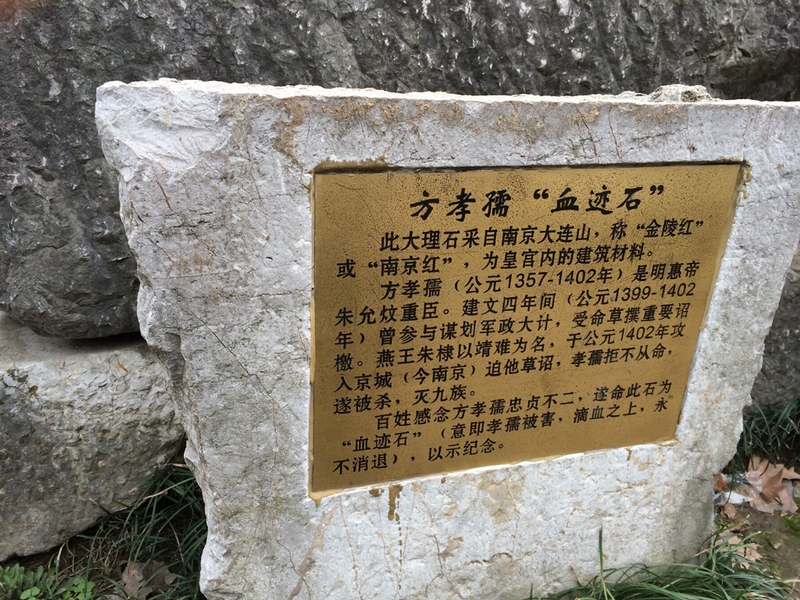 方孝孺“血迹石”
此大理石采自南京大连山，称“金陵红”
或“南京红”，为皇宫内的建筑材料。
方孝孺（公元1357-1402年）是明惠帝
朱允炆重臣。建文四年间（公元1399-1402
年）曾参与谋划军政大计，受命草撰重要诏
檄。燕王朱棣以靖难为名，于公元1402年攻
入京城（今南京）迫他草诏，孝孺拒不从命，
遂被杀，灭九族。
百姓感念方孝孺忠贞不二，遂命此石为
“血迹石”（意即孝孺被害，滴血之上，永
不消退），以示纪念。